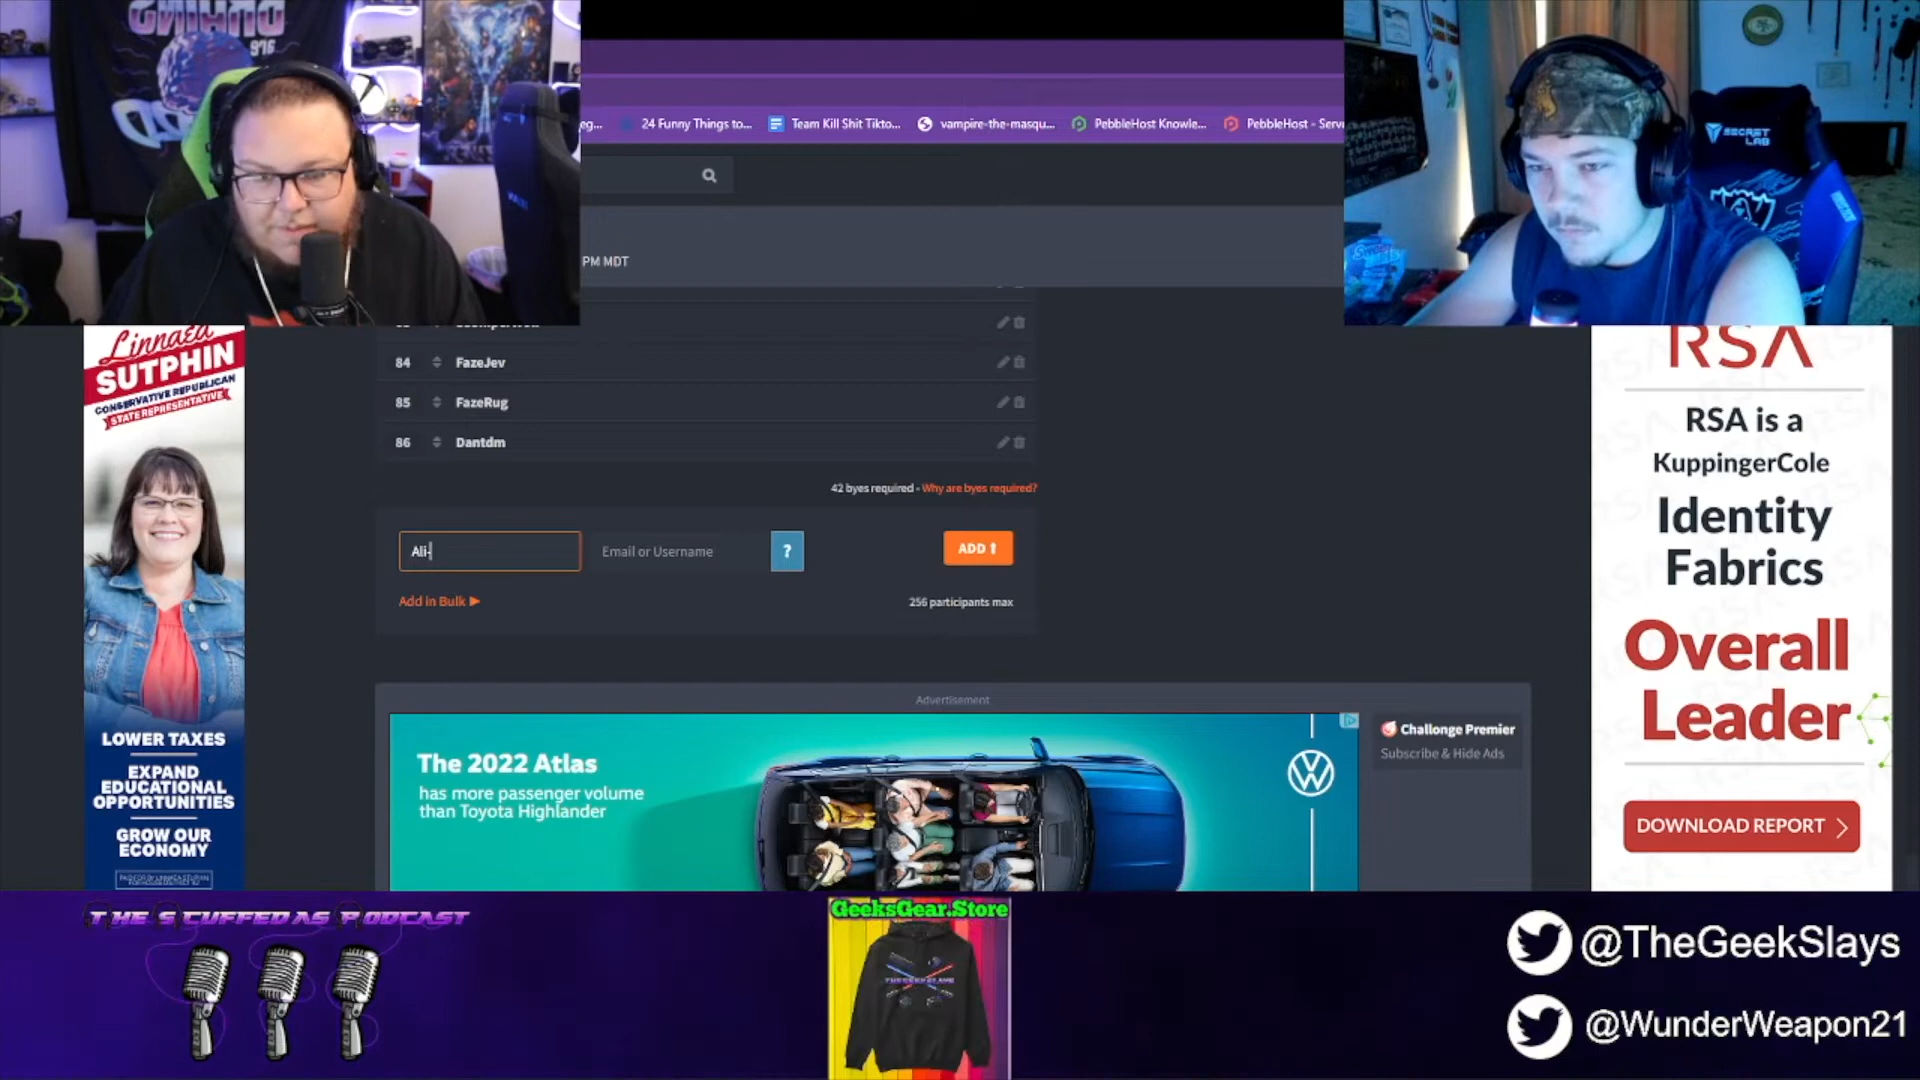 976
24 Funny Things to...
Team Kill Shit Tikto...
vampire-the-masqu...
PebbleHost Knowle...
PebbleHost - Serv
SECRET
LAB
PM MDT
84
FazeJev
85
FazeRug
86
Dantdm
42 byes required - Why are byes required?
Ali-
Email or Username
?
ADD
Add in Bulk
256 participants max
Advertisement
The 2022 Atlas
has more passenger volume
than Toyota Highlander
Challonge Premier
Subscribe & Hide Ads
Linnaea
SUTPHIN
CONSERVATIVE REPUBLICAN
STATE REPRESENTATIVE
LOWER TAXES
EXPAND
EDUCATIONAL
OPPORTUNITIES
GROW OUR
ECONOMY
RSA
RSA is a
KuppingerCole
Identity
Fabrics
Overall
Leader
DOWNLOAD REPORT
THE STUFFEDAS PODCAST
GeeksGear.Store
@TheGeekSlays
@WunderWeapon21